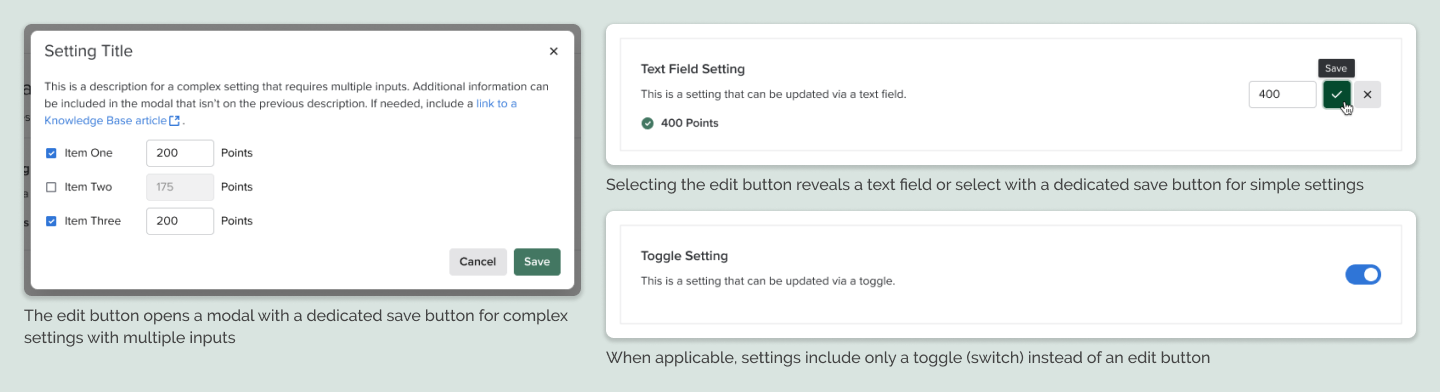 Setting Title
This is a description for a complex setting that requires multiple inputs. Additional information can
be included in the modal that isn't on the previous description. If needed, include a link to a
Knowledge Base article .
Item One 200 Points
Item Two 175 Points
Item Three 200 Points
Cancel Save
The edit button opens a modal with a dedicated save button for complex
settings with multiple inputs
Save
Text Field Setting
This is a setting that can be updated via a text field.
400
400 Points
Selecting the edit button reveals a text field or select with a dedicated save button for simple settings
Toggle Setting
This is a setting that can be updated via a toggle.
When applicable, settings include only a toggle (switch) instead of an edit button